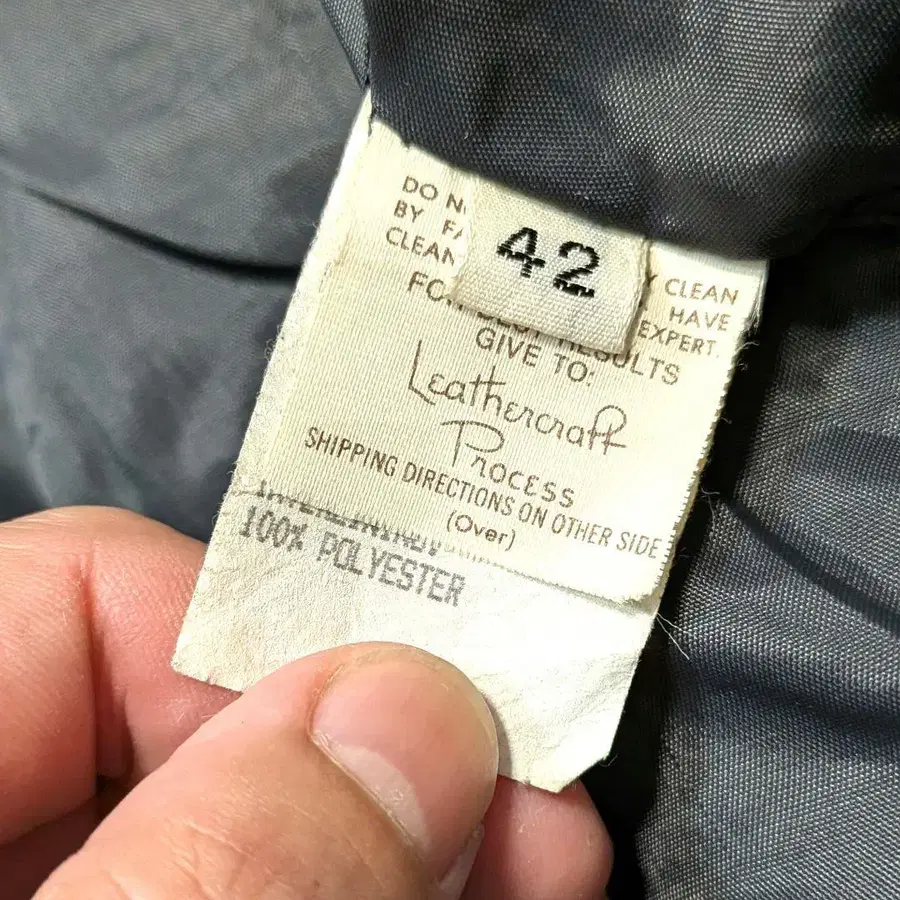 42
DO
BY
CLEAN
CLEAN
HAVE
EXPERT.
RESULTS
GIVE TO:
Leathercraft
Process
SHIPPING DIRECTIONS ON OTHER SIDE
(Over)
100% POLYESTER